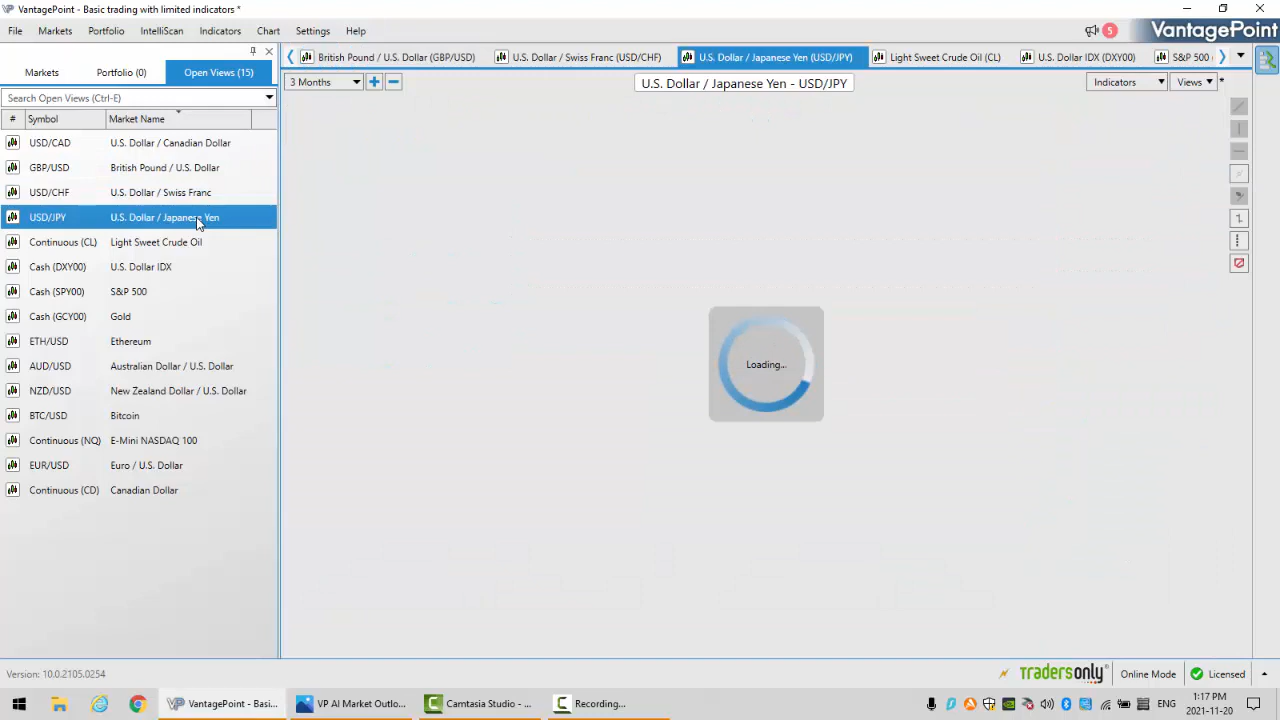 VantagePoint - Basic trading with limited indicators *
File Markets Portfolio IntelliScan Indicators Chart Settings Help
5
VANTAGEPOINT
Markets Portfolio (0) Open Views (15)
British Pound / U.S. Dollar (GBP/USD) U.S. Dollar / Swiss Franc (USD/CHF) U.S. Dollar / Japanese Yen (USD/JPY) Light Sweet Crude Oil (CL) U.S. Dollar IDX (DXY00) S&P 500
Search Open Views (Ctrl-E)
3 Months
U.S. Dollar / Japanese Yen - USD/JPY
Indicators Views *
# Symbol Market Name
USD/CAD U.S. Dollar / Canadian Dollar
GBP/USD British Pound / U.S. Dollar
USD/CHF U.S. Dollar / Swiss Franc
USD/JPY U.S. Dollar / Japanese Yen
Continuous (CL) Light Sweet Crude Oil
Cash (DXY00) U.S. Dollar IDX
Cash (SPY00) S&P 500
Cash (GCY00) Gold
ETH/USD Ethereum
AUD/USD Australian Dollar / U.S. Dollar
NZD/USD New Zealand Dollar / U.S. Dollar
BTC/USD Bitcoin
Continuous (NQ) E-Mini NASDAQ 100
EUR/USD Euro / U.S. Dollar
Continuous (CD) Canadian Dollar
Loading...
Version: 10.0.2105.0254
tradersonly
Online Mode
Licensed
VantagePoint - Basi...
VP AI Market Outlo...
Camtasia Studio - ...
Recording...
ENG
1:17 PM
2021-11-20